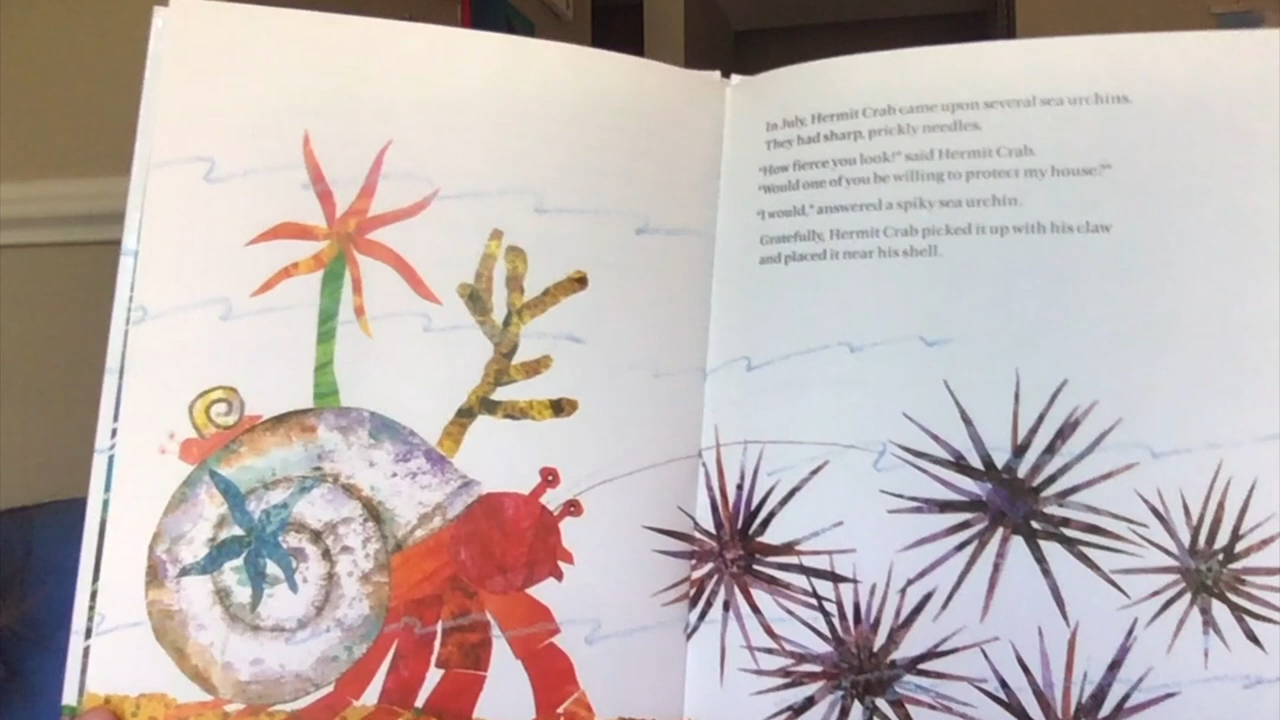 In July, Hermit Crab came upon several sea urchins.
They had sharp, prickly needles.
"How fierce you look!" said Hermit Crab.
"Would one of you be willing to protect my house?"
"I would," answered a spiky sea urchin.
Gratefully, Hermit Crab picked it up with his claw
and placed it near his shell.